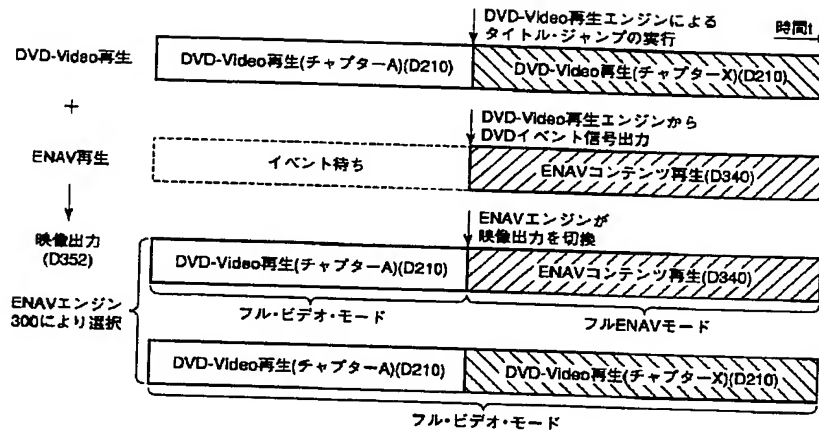 DVD-Video再生エンジンによる
タイトル・ジャンプの実行
時間t
DVD-Video再生
DVD-Video再生(チャプターA)(D210)
DVD-Video再生(チャプターX)(D210)
+
DVD-Video再生エンジンから
DVDイベント信号出力
ENAV再生
イベント待ち
ENAVコンテンツ再生(D340)
ENAVエンジンが
映像出力を切換
映像出力
(D352)
DVD-Video再生(チャプターA)(D210)
ENAVコンテンツ再生(D340)
ENAVエンジン
300により選択
フル・ビデオ・モード
フルENAVモード
DVD-Video再生(チャプターA)(D210)
DVD-Video再生(チャプターX)(D210)
フル・ビデオ・モード